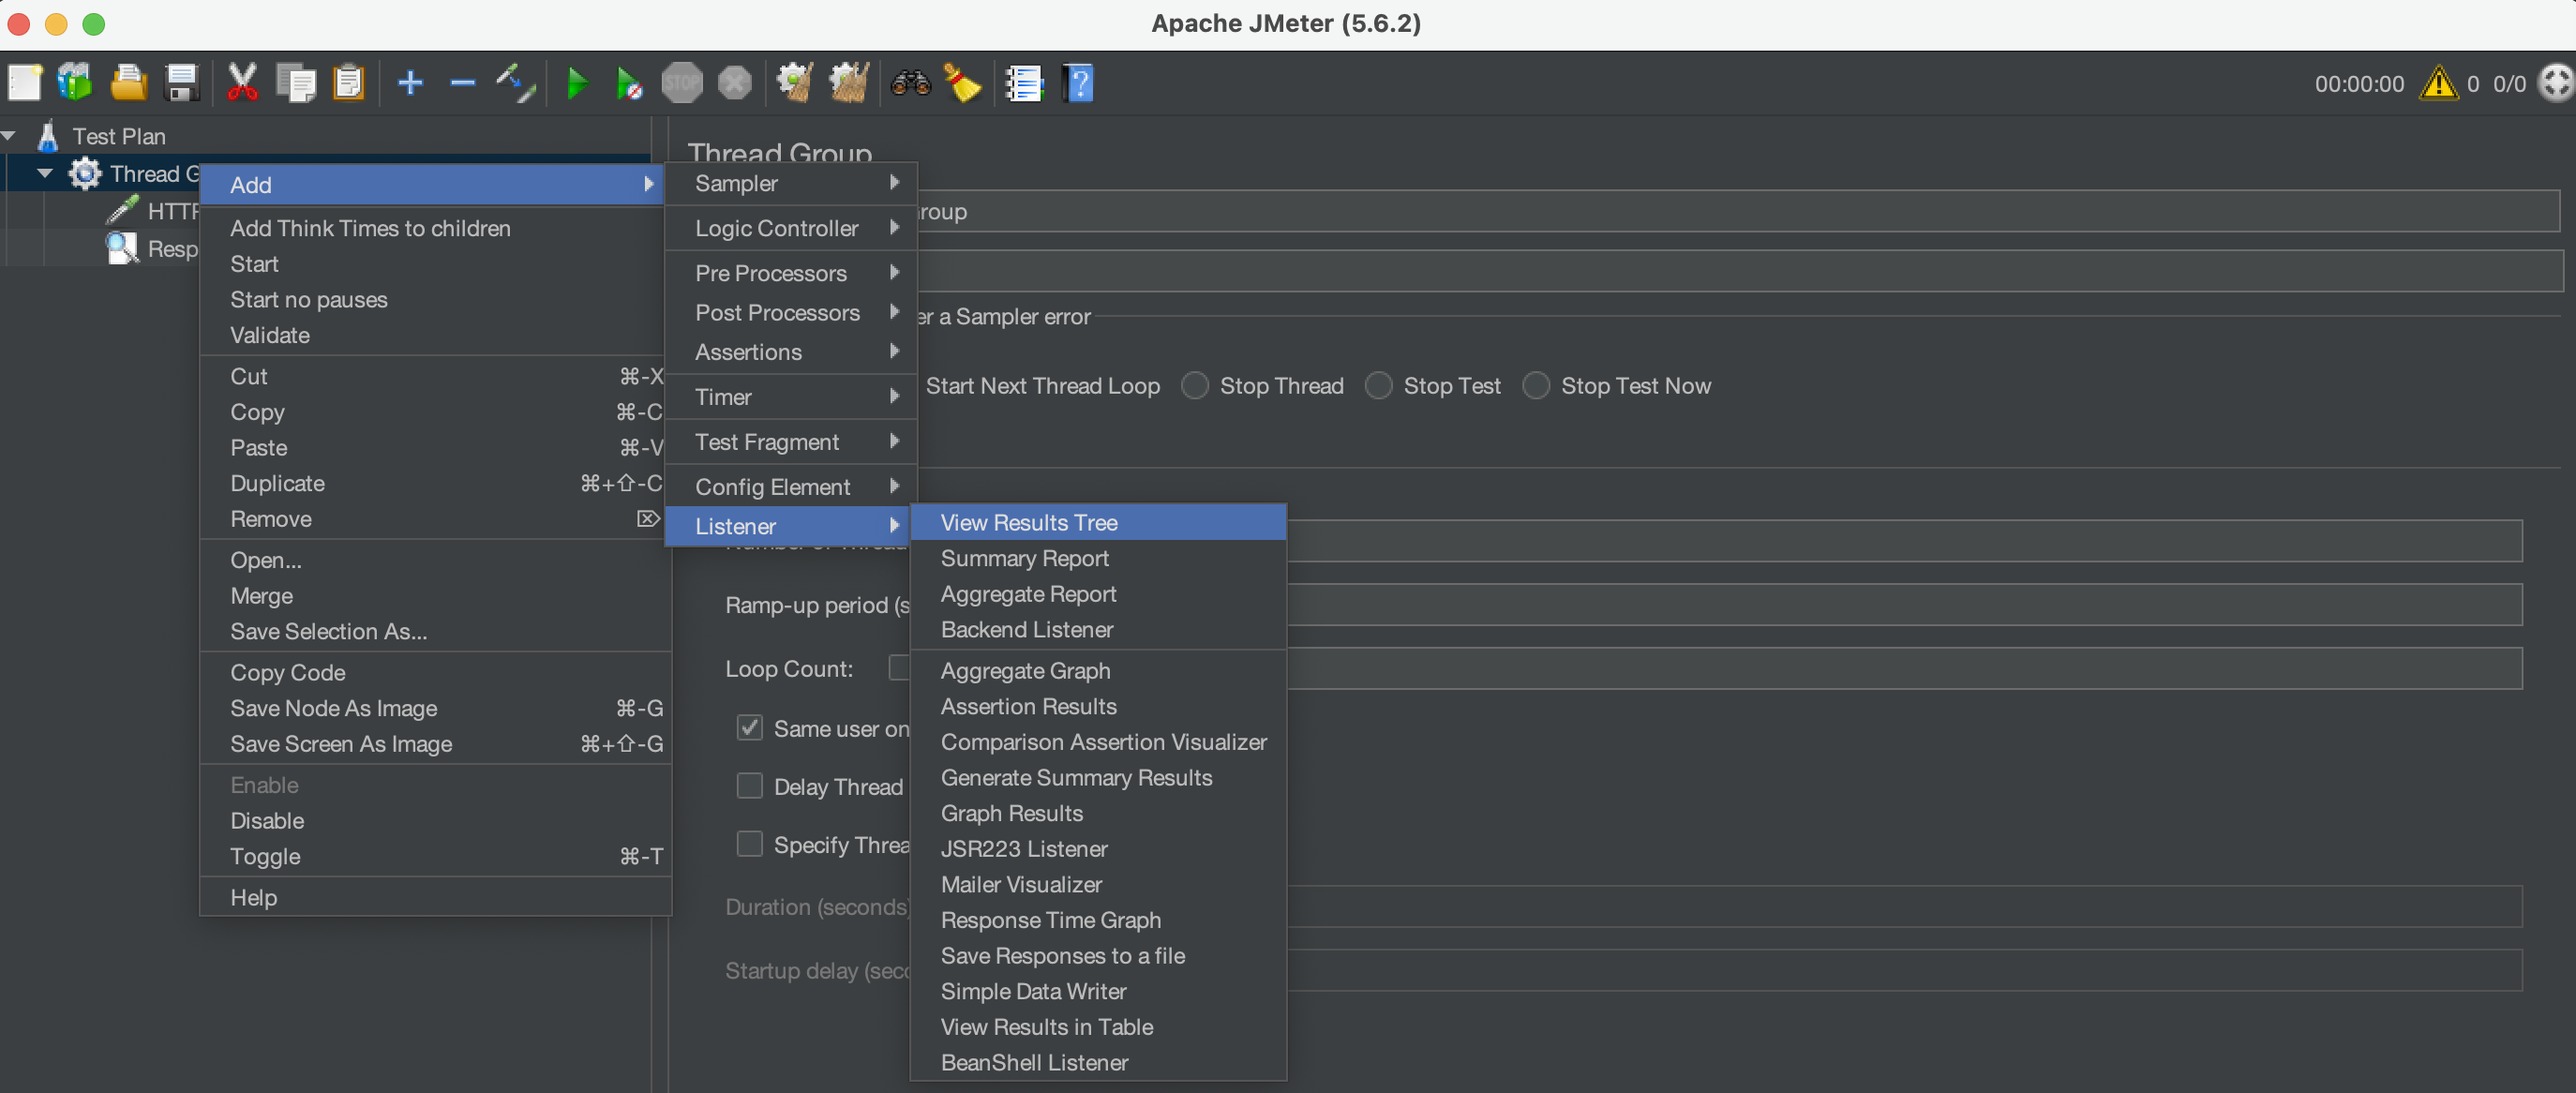 Apache JMeter (5.6.2)
STOP
?
00:00:00
0
0/0
Test Plan
Thread G
HTTP
Resp
Add
Add Think Times to children
Start
Start no pauses
Validate
Cut ⌘-X
Copy ⌘-C
Paste ⌘-V
Duplicate ⌘+⇧-C
Remove ⌦
Open...
Merge
Save Selection As...
Copy Code
Save Node As Image ⌘-G
Save Screen As Image ⌘+⇧-G
Enable
Disable
Toggle ⌘-T
Help
Sampler
Logic Controller
Pre Processors
Post Processors
Assertions
Timer
Test Fragment
Config Element
Listener
View Results Tree
Summary Report
Aggregate Report
Backend Listener
Aggregate Graph
Assertion Results
Comparison Assertion Visualizer
Generate Summary Results
Graph Results
JSR223 Listener
Mailer Visualizer
Response Time Graph
Save Responses to a file
Simple Data Writer
View Results in Table
BeanShell Listener
Thread Group
roup
er a Sampler error
Start Next Thread Loop Stop Thread Stop Test Stop Test Now
Number of Thread
Ramp-up period (s
Loop Count:
Same user on
Delay Thread
Specify Threa
Duration (seconds)
Startup delay (sec